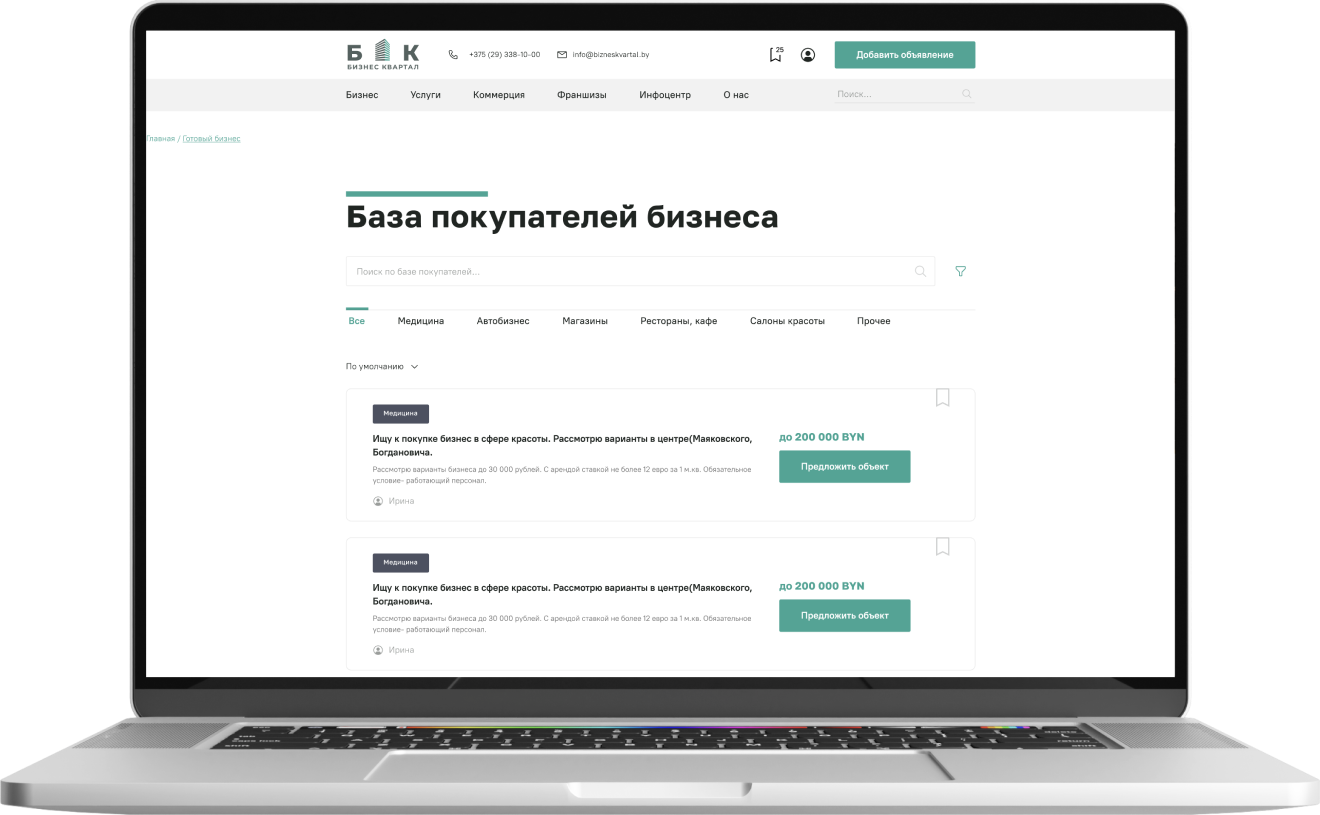 Б К
БИЗНЕС КВАРТАЛ
+375 (29) 338-10-00
info@bizneskvartal.by
25
Добавить объявление
Бизнес Услуги Коммерция Франшизы Инфоцентр О нас
Поиск...
Главная / Готовый бизнес
База покупателей бизнеса
Поиск по базе покупателей...
Все Медицина Автобизнес Магазины Рестораны, кафе Салоны красоты Прочее
По умолчанию
Медицина
Ищу к покупке бизнес в сфере красоты. Рассмотрю варианты в центре(Маяковского,
Богдановича.
Рассмотрю варианты бизнеса до 30 000 рублей. С арендой ставкой не более 12 евро за 1 м.кв. Обязательное
условие- работающий персонал.
Ирина
до 200 000 BYN
Предложить объект
Медицина
Ищу к покупке бизнес в сфере красоты. Рассмотрю варианты в центре(Маяковского,
Богдановича.
Рассмотрю варианты бизнеса до 30 000 рублей. С арендой ставкой не более 12 евро за 1 м.кв. Обязательное
условие- работающий персонал.
Ирина
до 200 000 BYN
Предложить объект